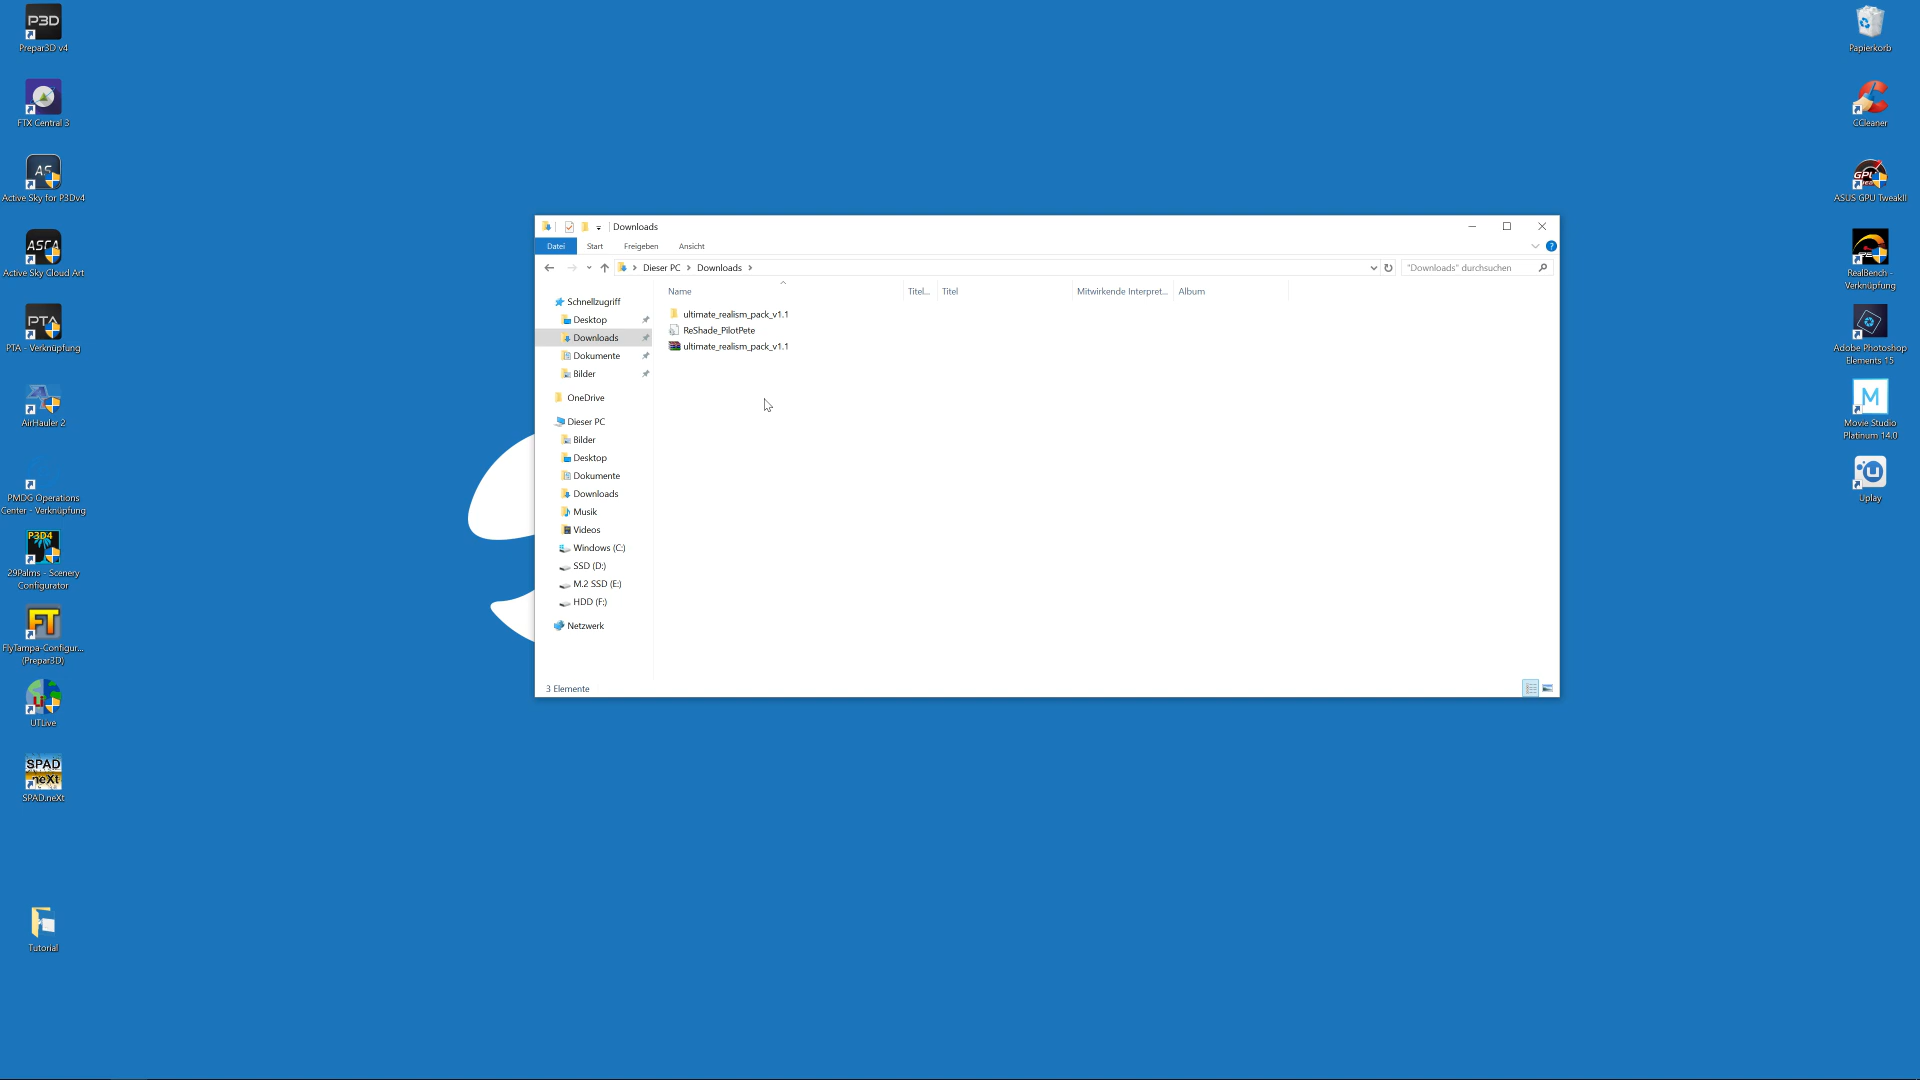 P3D
Prepar3D v4
FTX Central 3
AS
Active Sky for P3Dv4
ASCA
Active Sky Cloud Art
PTA
PTA - Verknüpfung
AirHauler 2
PMDG Operations
Center - Verknüpfung
P3D4
29Palms - Scenery
Configurator
FT
FlyTampa-Configur...
(Prepar3D)
UTLive
SPAD
neXt
SPAD.neXt
Tutorial
Downloads
Datei
Start
Freigeben
Ansicht
Dieser PC
Downloads
"Downloads" durchsuchen
Name
Titel...
Titel
Mitwirkende Interpret...
Album
Schnellzugriff
Desktop
Downloads
Dokumente
Bilder
OneDrive
Dieser PC
Bilder
Desktop
Dokumente
Downloads
Musik
Videos
Windows (C:)
SSD (D:)
M.2 SSD (E:)
HDD (F:)
Netzwerk
ultimate_realism_pack_v1.1
ReShade_PilotPete
ultimate_realism_pack_v1.1
3 Elemente
Papierkorb
CCleaner
GPU
ASUS GPU TweakII
RealBench -
Verknüpfung
Adobe Photoshop
Elements 15
M
Movie Studio
Platinum 14.0
Uplay